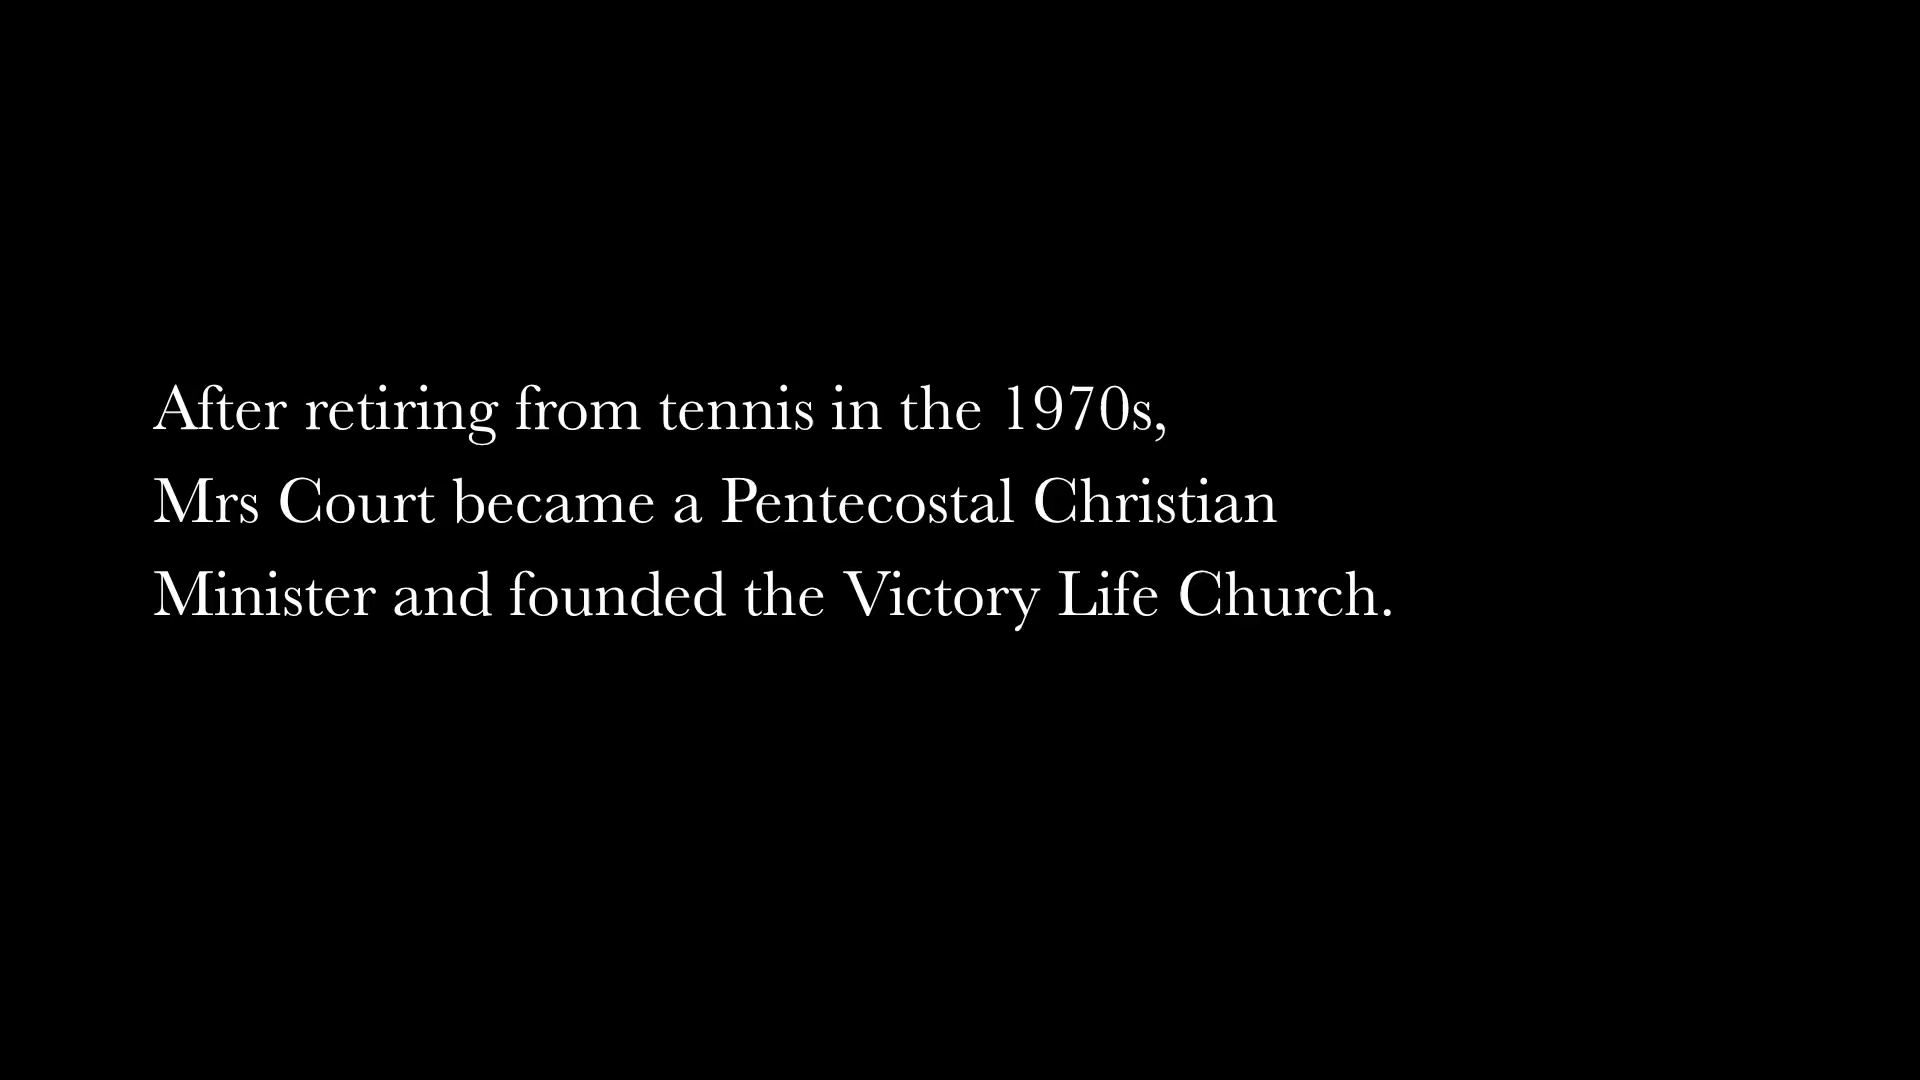 After retiring from tennis in the 1970s,
Mrs Court became a Pentecostal Christian
Minister and founded the Victory Life Church.